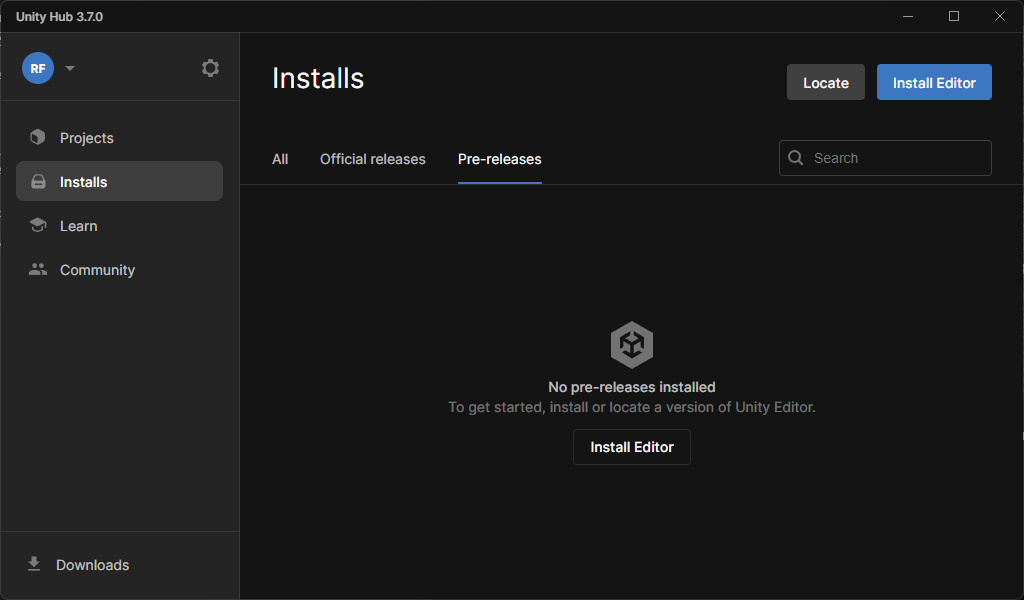 Unity Hub 3.7.0
RF
Projects
Installs
Learn
Community
Downloads
Installs
Locate
Install Editor
All
Official releases
Pre-releases
Search
No pre-releases installed
To get started, install or locate a version of Unity Editor.
Install Editor